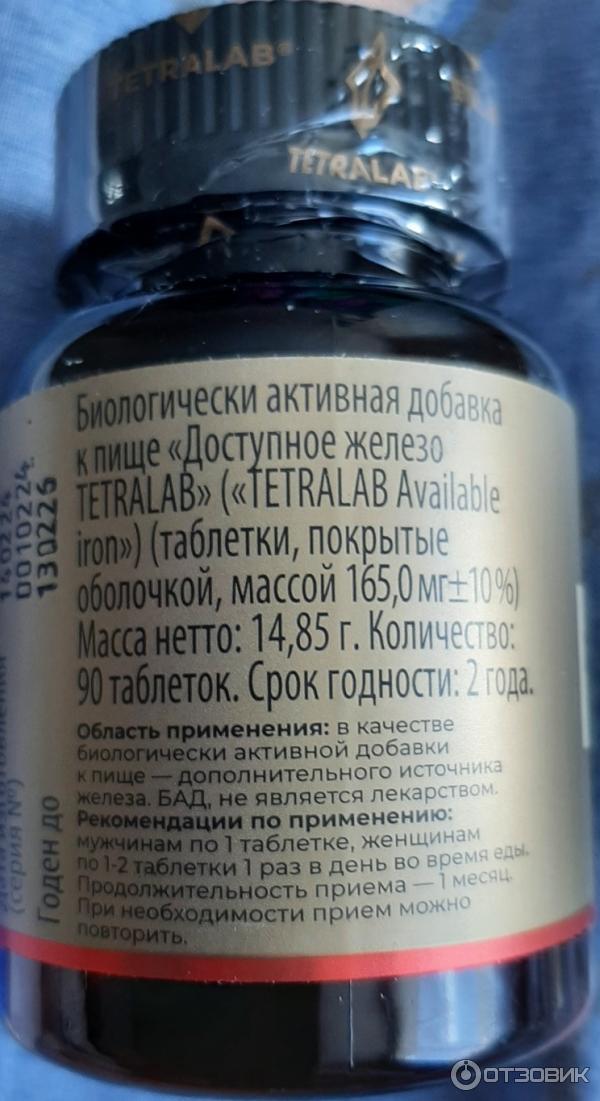 TETRALAB®
TETRALAB
Биологически активная добавка
к пище «Доступное железо
TETRALAB» («TETRALAB Available
iron») (таблетки, покрытые
оболочкой, массой 165,0 мг±10%)
Масса нетто: 14,85 г. Количество:
90 таблеток. Срок годности: 2 года.
Область применения: в качестве
биологически активной добавки
к пище — дополнительного источника
железа. БАД, не является лекарством.
Рекомендации по применению:
мужчинам по 1 таблетке, женщинам
по 1-2 таблетки 1 раз в день во время еды.
Продолжительность приема — 1 месяц.
При необходимости прием можно
повторить.
(серия №)
Годен до
140224
0010224.
130226
ОТЗОВИК